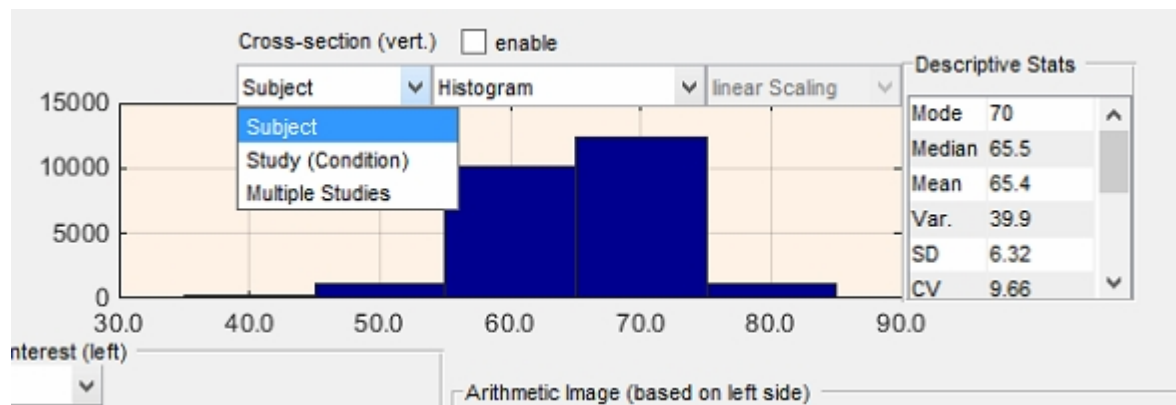 Cross-section (vert.) enable
Subject Histogram linear Scaling
Subject
Study (Condition)
Multiple Studies
15000
10000
5000
0
30.0 40.0 50.0 60.0 70.0 80.0 90.0
Descriptive Stats
Mode 70
Median 65.5
Mean 65.4
Var. 39.9
SD 6.32
CV 9.66
nterest (left)
Arithmetic Image (based on left side)